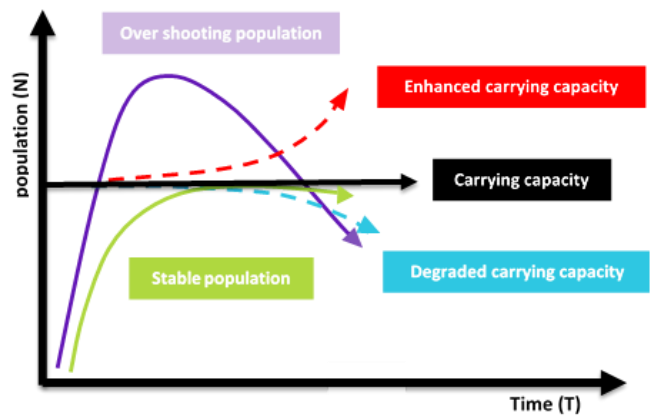 Over shooting population
Enhanced carrying capacity
population (N)
Carrying capacity
Stable population
Degraded carrying capacity
Time (T)